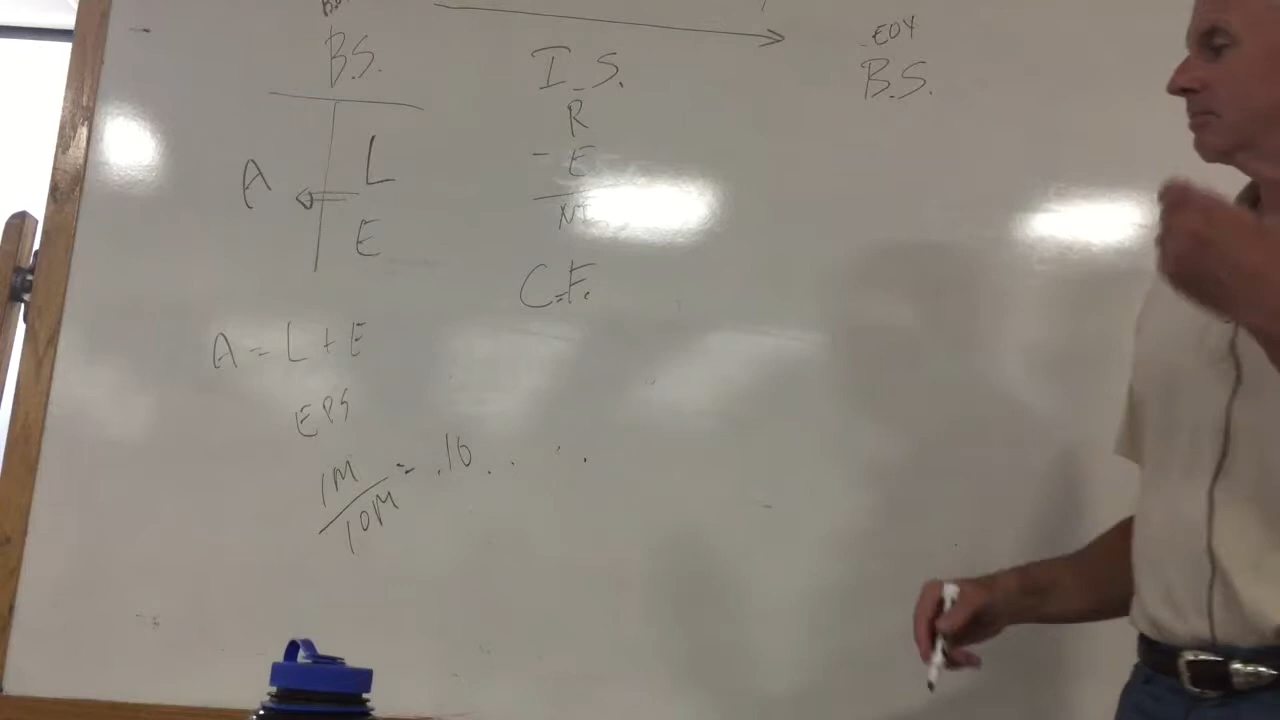 B.S.
A
L
E
A = L + E
EPS
1M
10M
= .10
I.S.
R
- E
NI
C.F.
EOY
B.S.